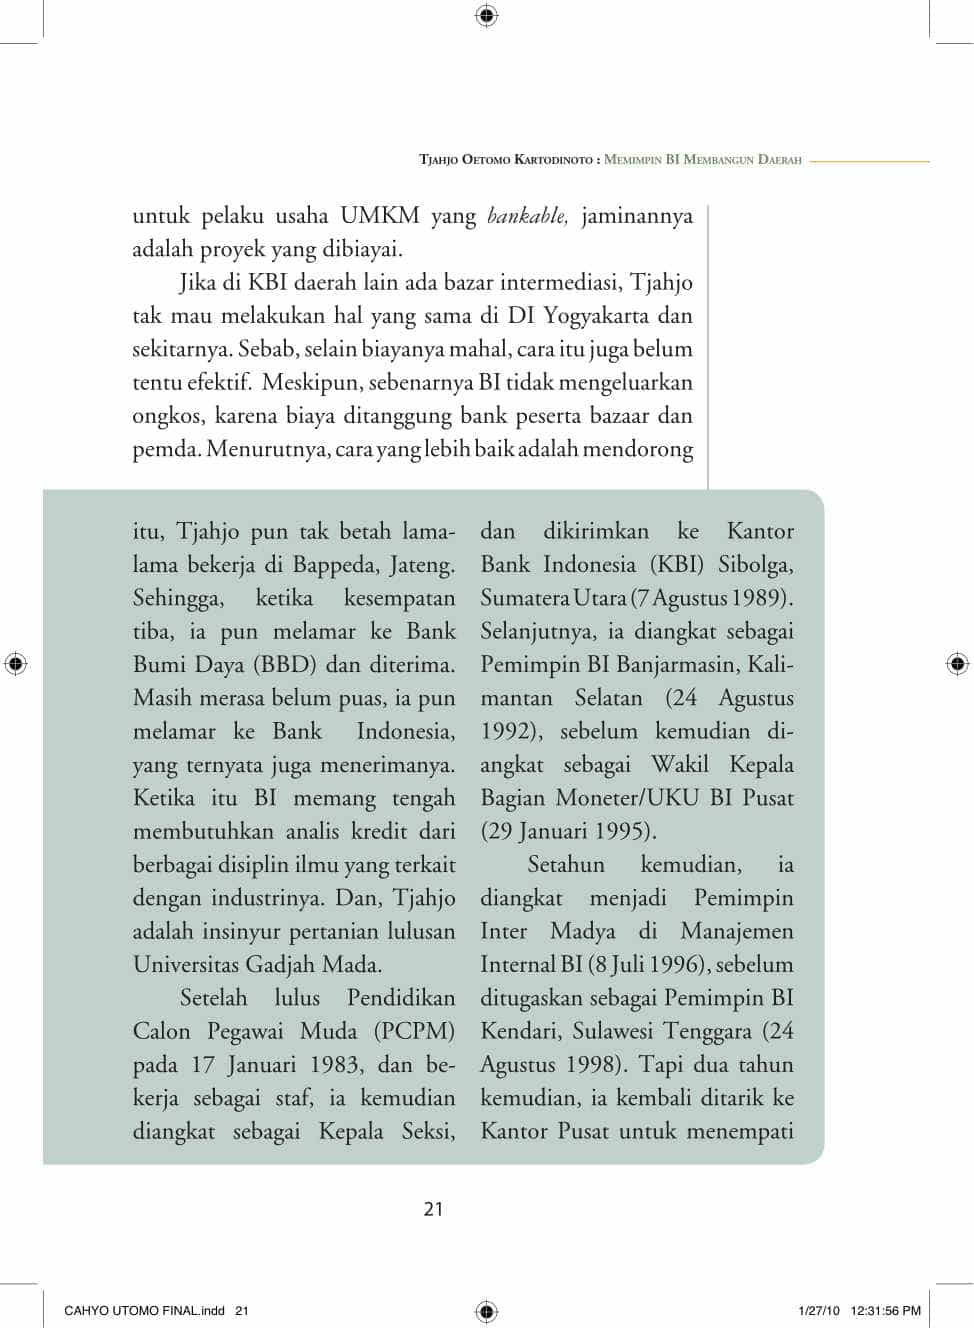 Tjahjo Oetomo Kartodinoto : Memimpin BI Membangun Daerah
untuk pelaku usaha UMKM yang bankable, jaminannya
adalah proyek yang dibiayai.
Jika di KBI daerah lain ada bazar intermediasi, Tjahjo
tak mau melakukan hal yang sama di DI Yogyakarta dan
sekitarnya. Sebab, selain biayanya mahal, cara itu juga belum
tentu efektif. Meskipun, sebenarnya BI tidak mengeluarkan
ongkos, karena biaya ditanggung bank peserta bazaar dan
pemda. Menurutnya, cara yang lebih baik adalah mendorong
itu, Tjahjo pun tak betah lama-
lama bekerja di Bappeda, Jateng.
Sehingga, ketika kesempatan
tiba, ia pun melamar ke Bank
Bumi Daya (BBD) dan diterima.
Masih merasa belum puas, ia pun
melamar ke Bank Indonesia,
yang ternyata juga menerimanya.
Ketika itu BI memang tengah
membutuhkan analis kredit dari
berbagai disiplin ilmu yang terkait
dengan industrinya. Dan, Tjahjo
adalah insinyur pertanian lulusan
Universitas Gadjah Mada.
Setelah lulus Pendidikan
Calon Pegawai Muda (PCPM)
pada 17 Januari 1983, dan be-
kerja sebagai staf, ia kemudian
diangkat sebagai Kepala Seksi,
dan dikirimkan ke Kantor
Bank Indonesia (KBI) Sibolga,
Sumatera Utara (7 Agustus 1989).
Selanjutnya, ia diangkat sebagai
Pemimpin BI Banjarmasin, Kali-
mantan Selatan (24 Agustus
1992), sebelum kemudian di-
angkat sebagai Wakil Kepala
Bagian Moneter/UKU BI Pusat
(29 Januari 1995).
Setahun kemudian, ia
diangkat menjadi Pemimpin
Inter Madya di Manajemen
Internal BI (8 Juli 1996), sebelum
ditugaskan sebagai Pemimpin BI
Kendari, Sulawesi Tenggara (24
Agustus 1998). Tapi dua tahun
kemudian, ia kembali ditarik ke
Kantor Pusat untuk menempati
21
CAHYO UTOMO FINAL.indd 21
1/27/10 12:31:56 PM